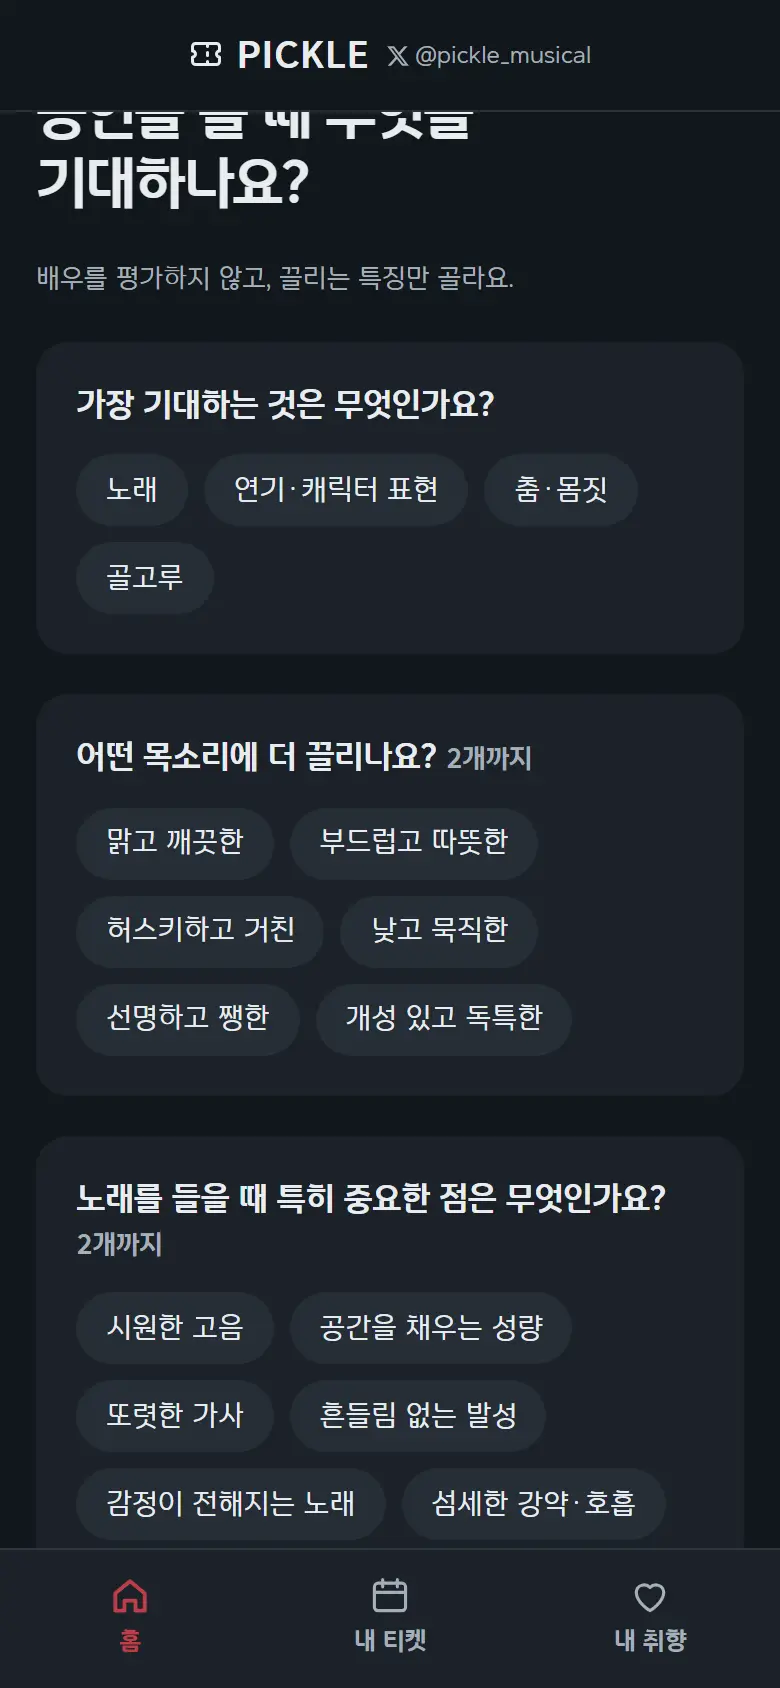 PICKLE @pickle_musical
공연을 볼 때 무엇을
기대하나요?
배우를 평가하지 않고, 끌리는 특징만 골라요.
가장 기대하는 것은 무엇인가요?
노래 연기·캐릭터 표현 춤·몸짓
골고루
어떤 목소리에 더 끌리나요? 2개까지
맑고 깨끗한 부드럽고 따뜻한
허스키하고 거친 낮고 묵직한
선명하고 쨍한 개성 있고 독특한
노래를 들을 때 특히 중요한 점은 무엇인가요?
2개까지
시원한 고음 공간을 채우는 성량
또렷한 가사 흔들림 없는 발성
감정이 전해지는 노래 섬세한 강약·호흡
홈 내 티켓 내 취향